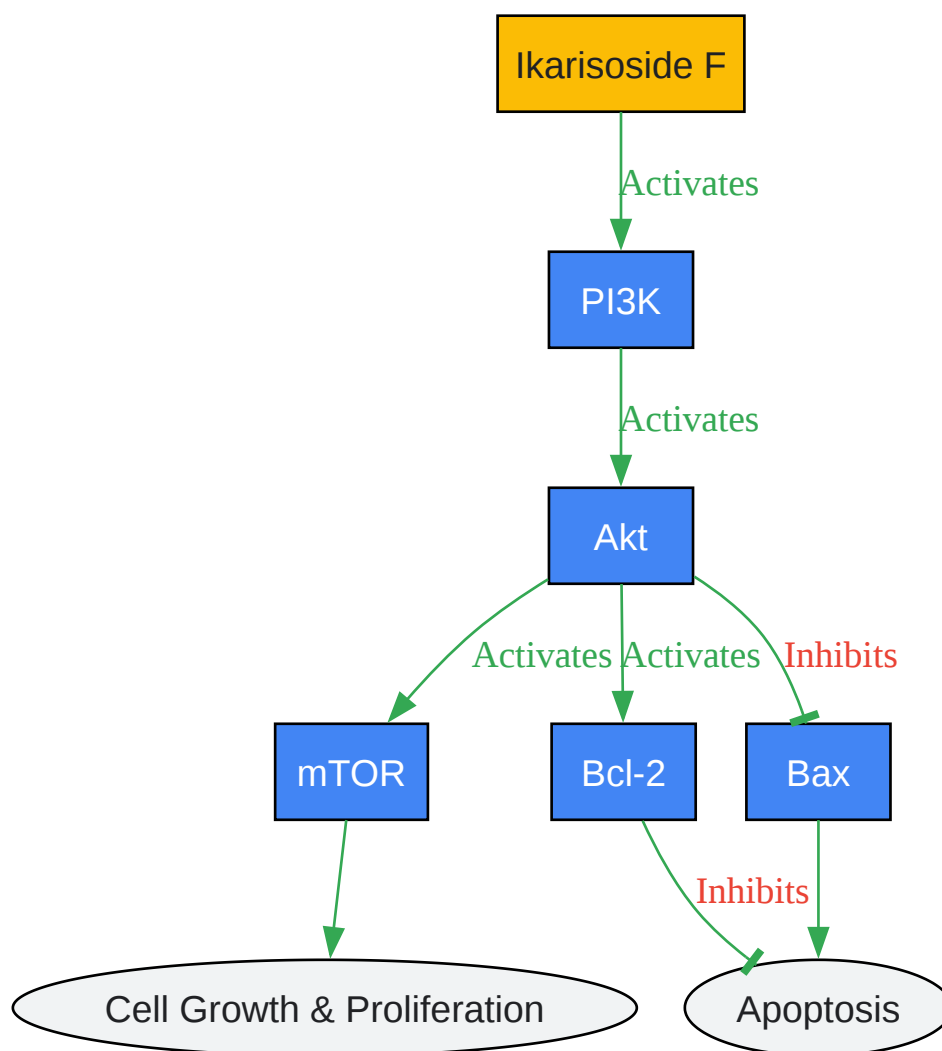 Ikarisoside F
Activates
PI3K
Activates
Akt
Activates
Activates
Inhibits
mTOR
Bcl-2
Bax
Inhibits
Cell Growth & Proliferation
Apoptosis